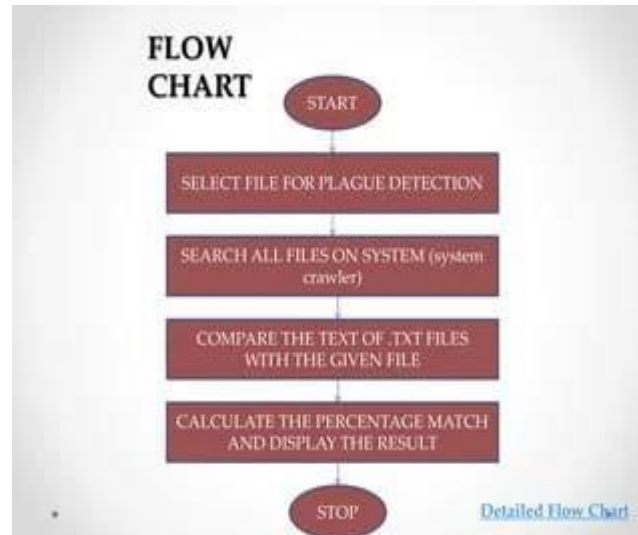 FLOW
CHART
START
SELECT FILE FOR PLAGUE DETECTION
SEARCH ALL FILES ON SYSTEM (system
crawler)
COMPARE THE TEXT OF .TXT FILES
WITH THE GIVEN FILE
CALCULATE THE PERCENTAGE MATCH
AND DISPLAY THE RESULT
STOP
Detailed Flow Chart